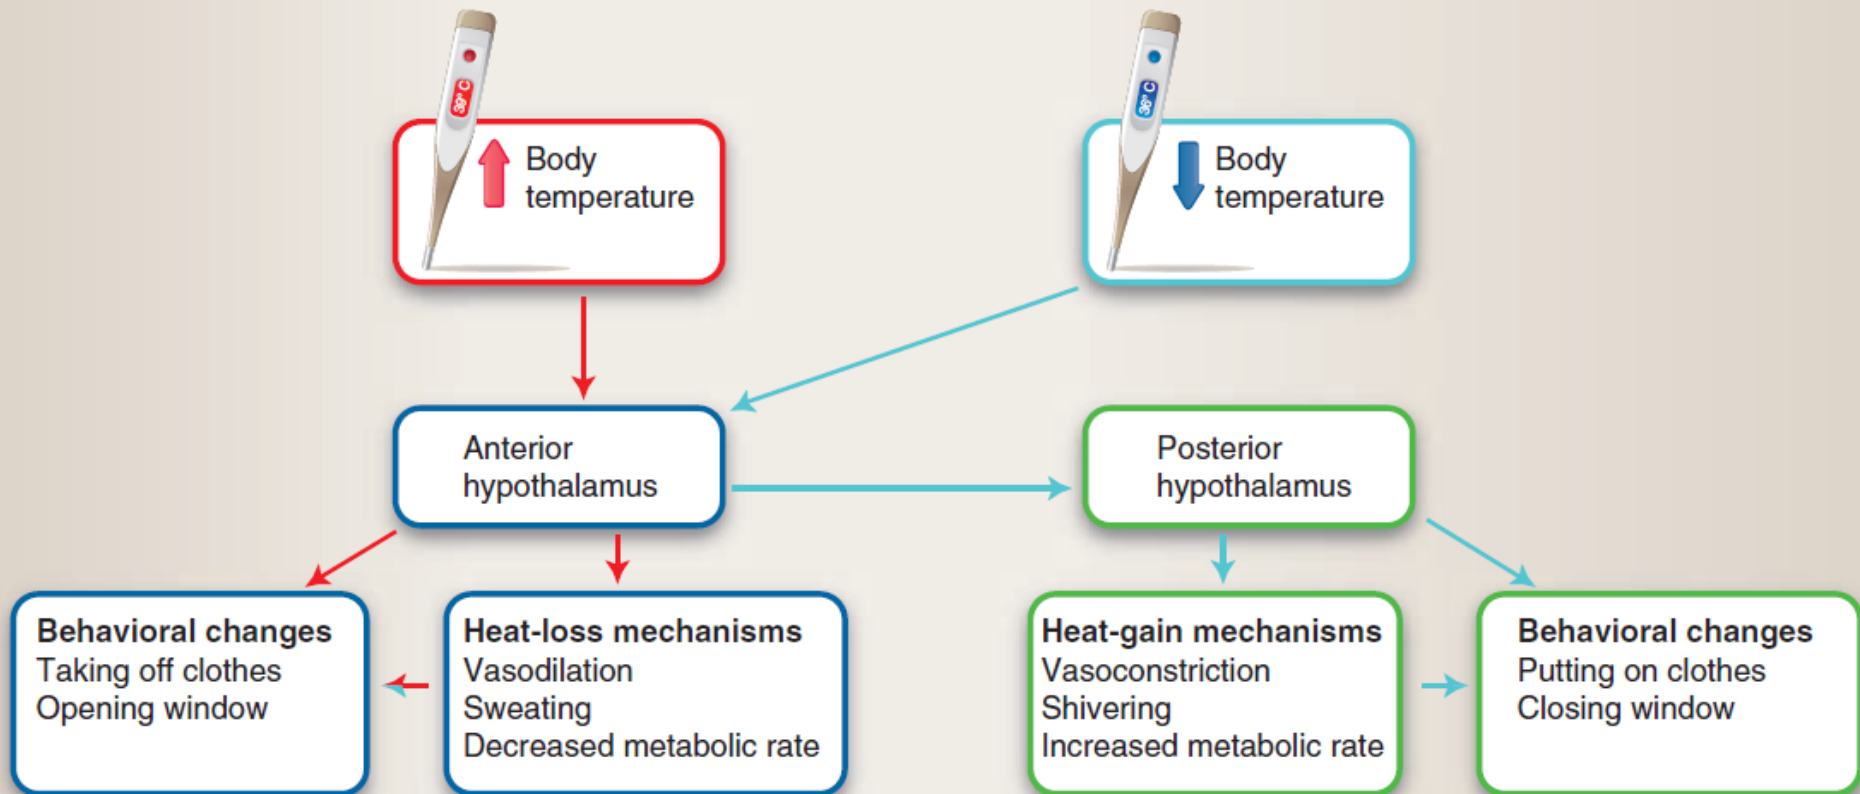 39° C
Body
temperature
36° C
Body
temperature
Anterior
hypothalamus
Posterior
hypothalamus
Behavioral changes
Taking off clothes
Opening window
Heat-loss mechanisms
Vasodilation
Sweating
Decreased metabolic rate
Heat-gain mechanisms
Vasoconstriction
Shivering
Increased metabolic rate
Behavioral changes
Putting on clothes
Closing window